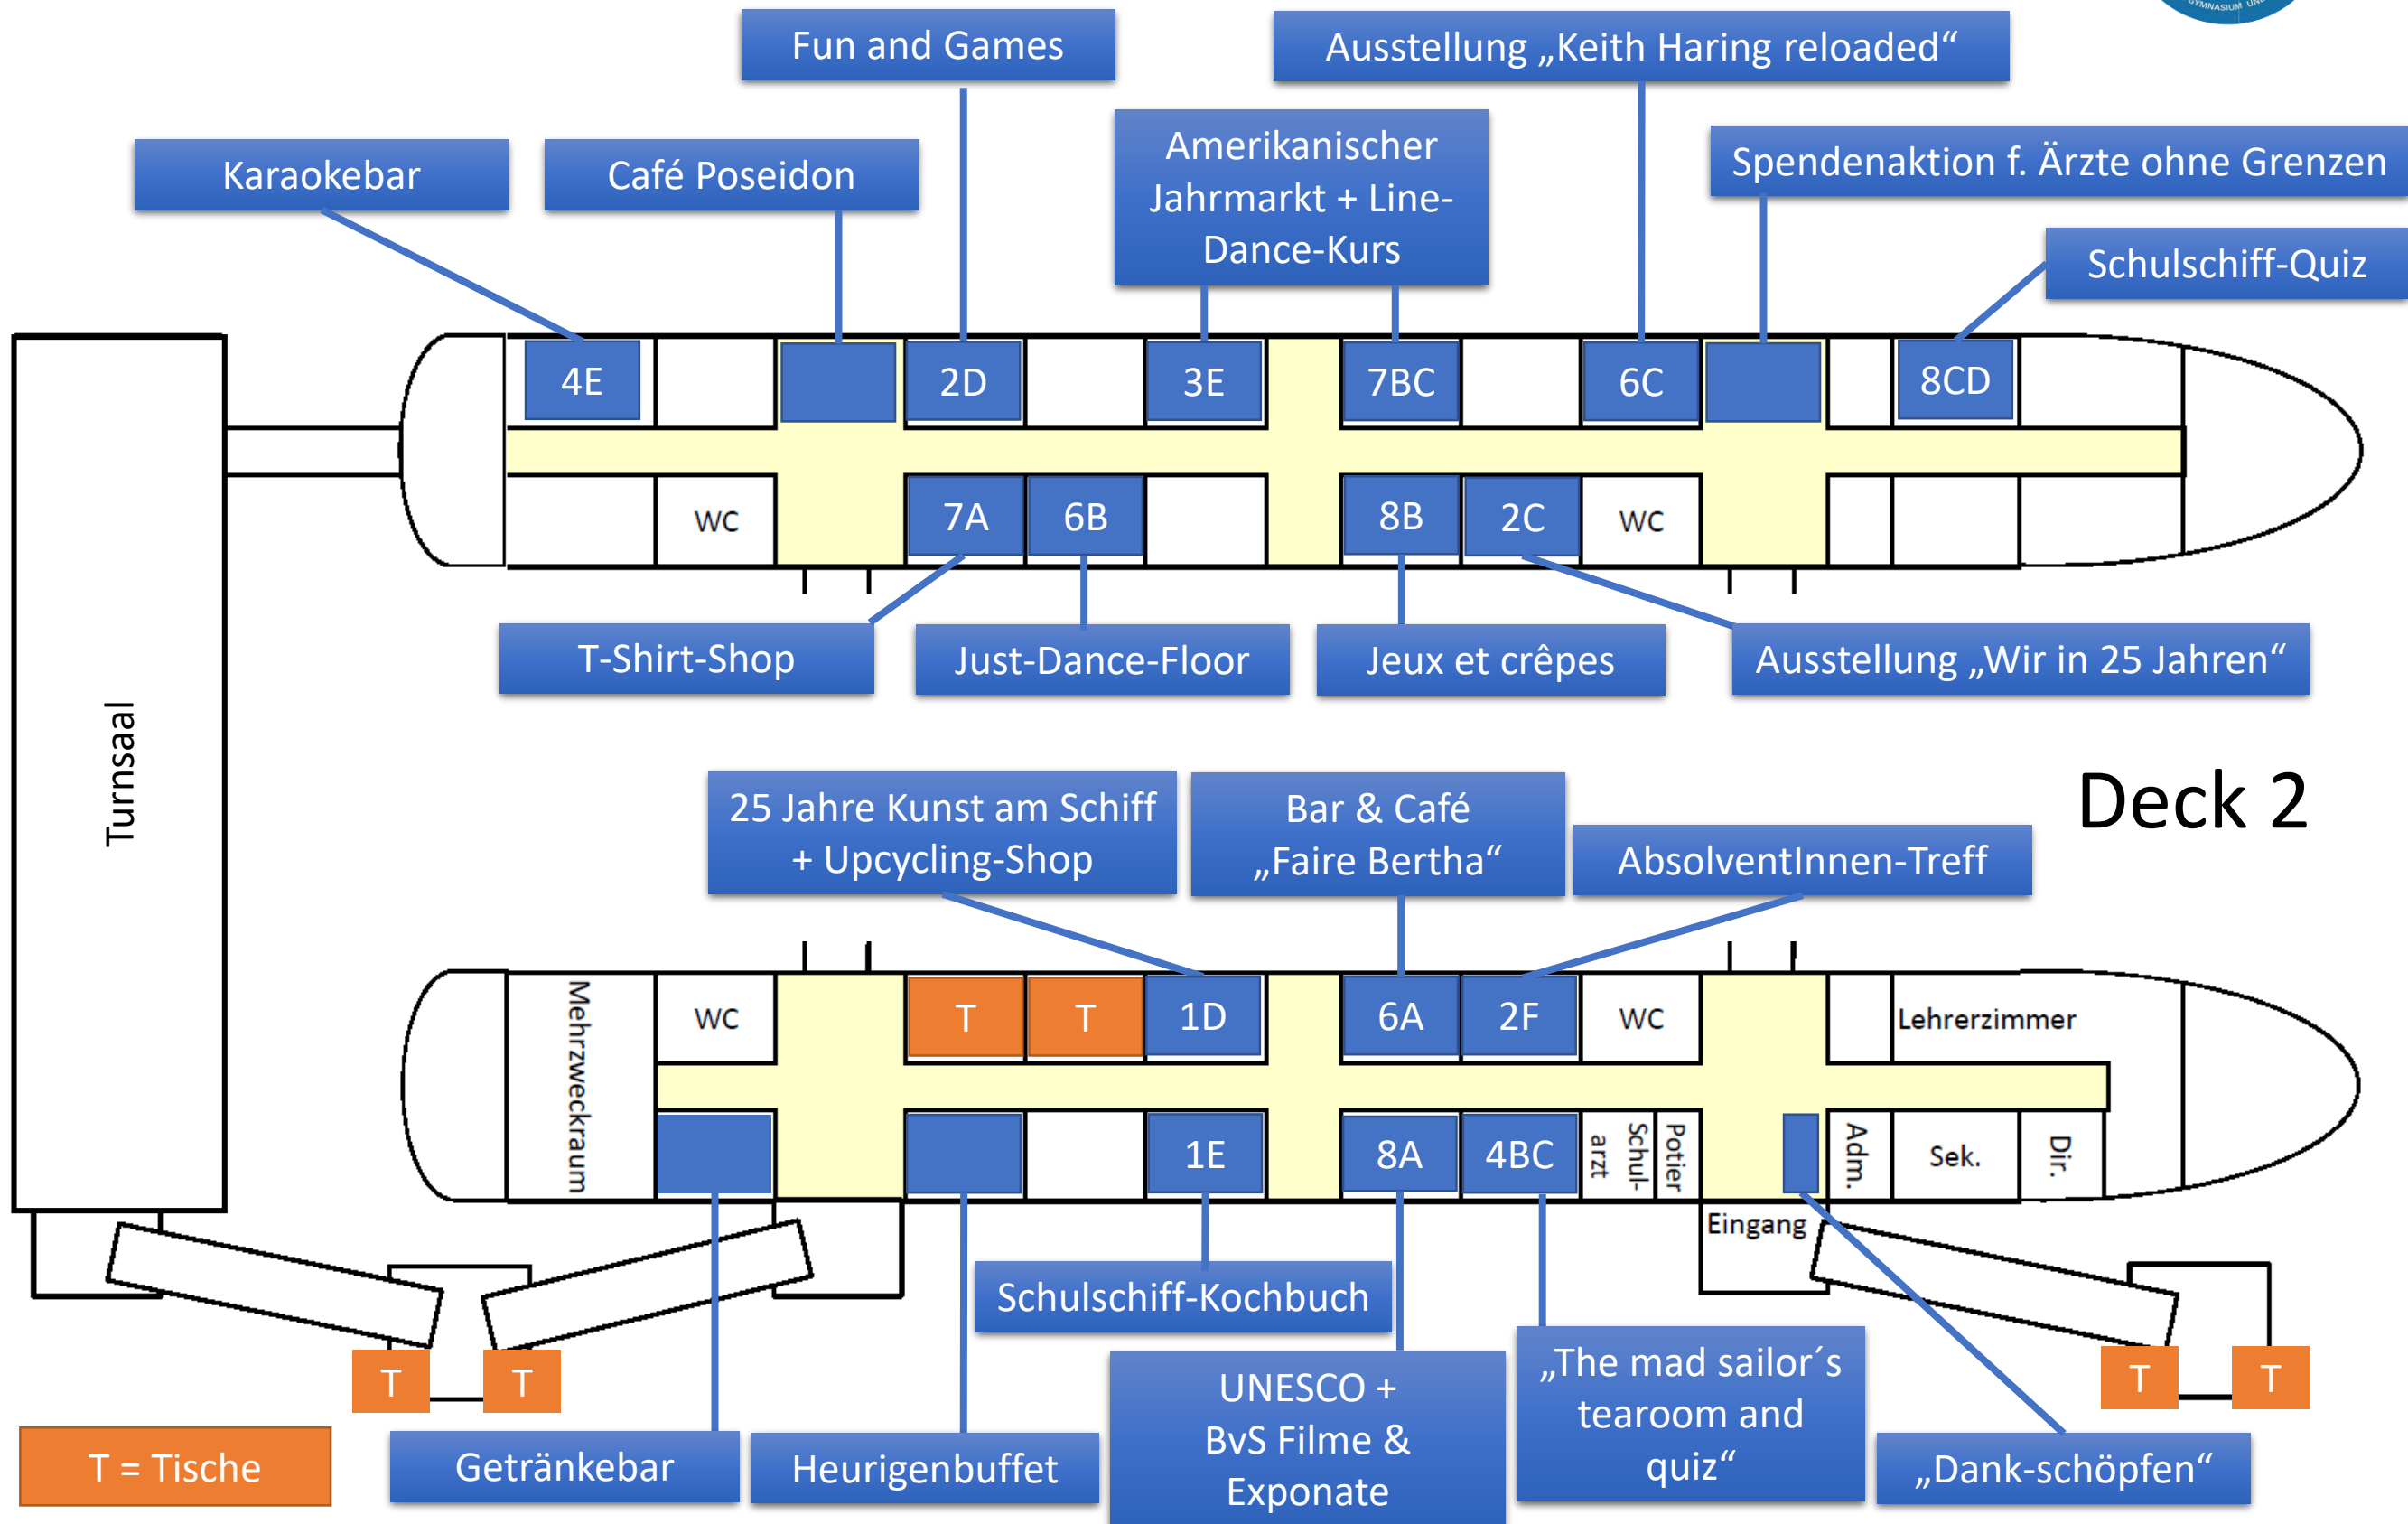 GYMNASIUM UND
Fun and Games
Ausstellung „Keith Haring reloaded“
Karaokebar
Café Poseidon
Amerikanischer
Jahrmarkt + Line-
Dance-Kurs
Spendenaktion f. Ärzte ohne Grenzen
Schulschiff-Quiz
4E
2D
3E
7BC
6C
8CD
WC
7A
6B
8B
2C
WC
T-Shirt-Shop
Just-Dance-Floor
Jeux et crêpes
Ausstellung „Wir in 25 Jahren“
Turnsaal
Deck 2
25 Jahre Kunst am Schiff
+ Upcycling-Shop
Bar & Café
„Faire Bertha“
AbsolventInnen-Treff
Mehrzweckraum
WC
T
T
1D
6A
2F
WC
Lehrerzimmer
1E
8A
4BC
Schul-
arzt
Potier
Adm.
Sek.
Dir.
Eingang
Schulschiff-Kochbuch
T
T
T
T
UNESCO +
BvS Filme &
Exponate
„The mad sailor´s
tearoom and
quiz“
T = Tische
Getränkebar
Heurigenbuffet
„Dank-schöpfen“